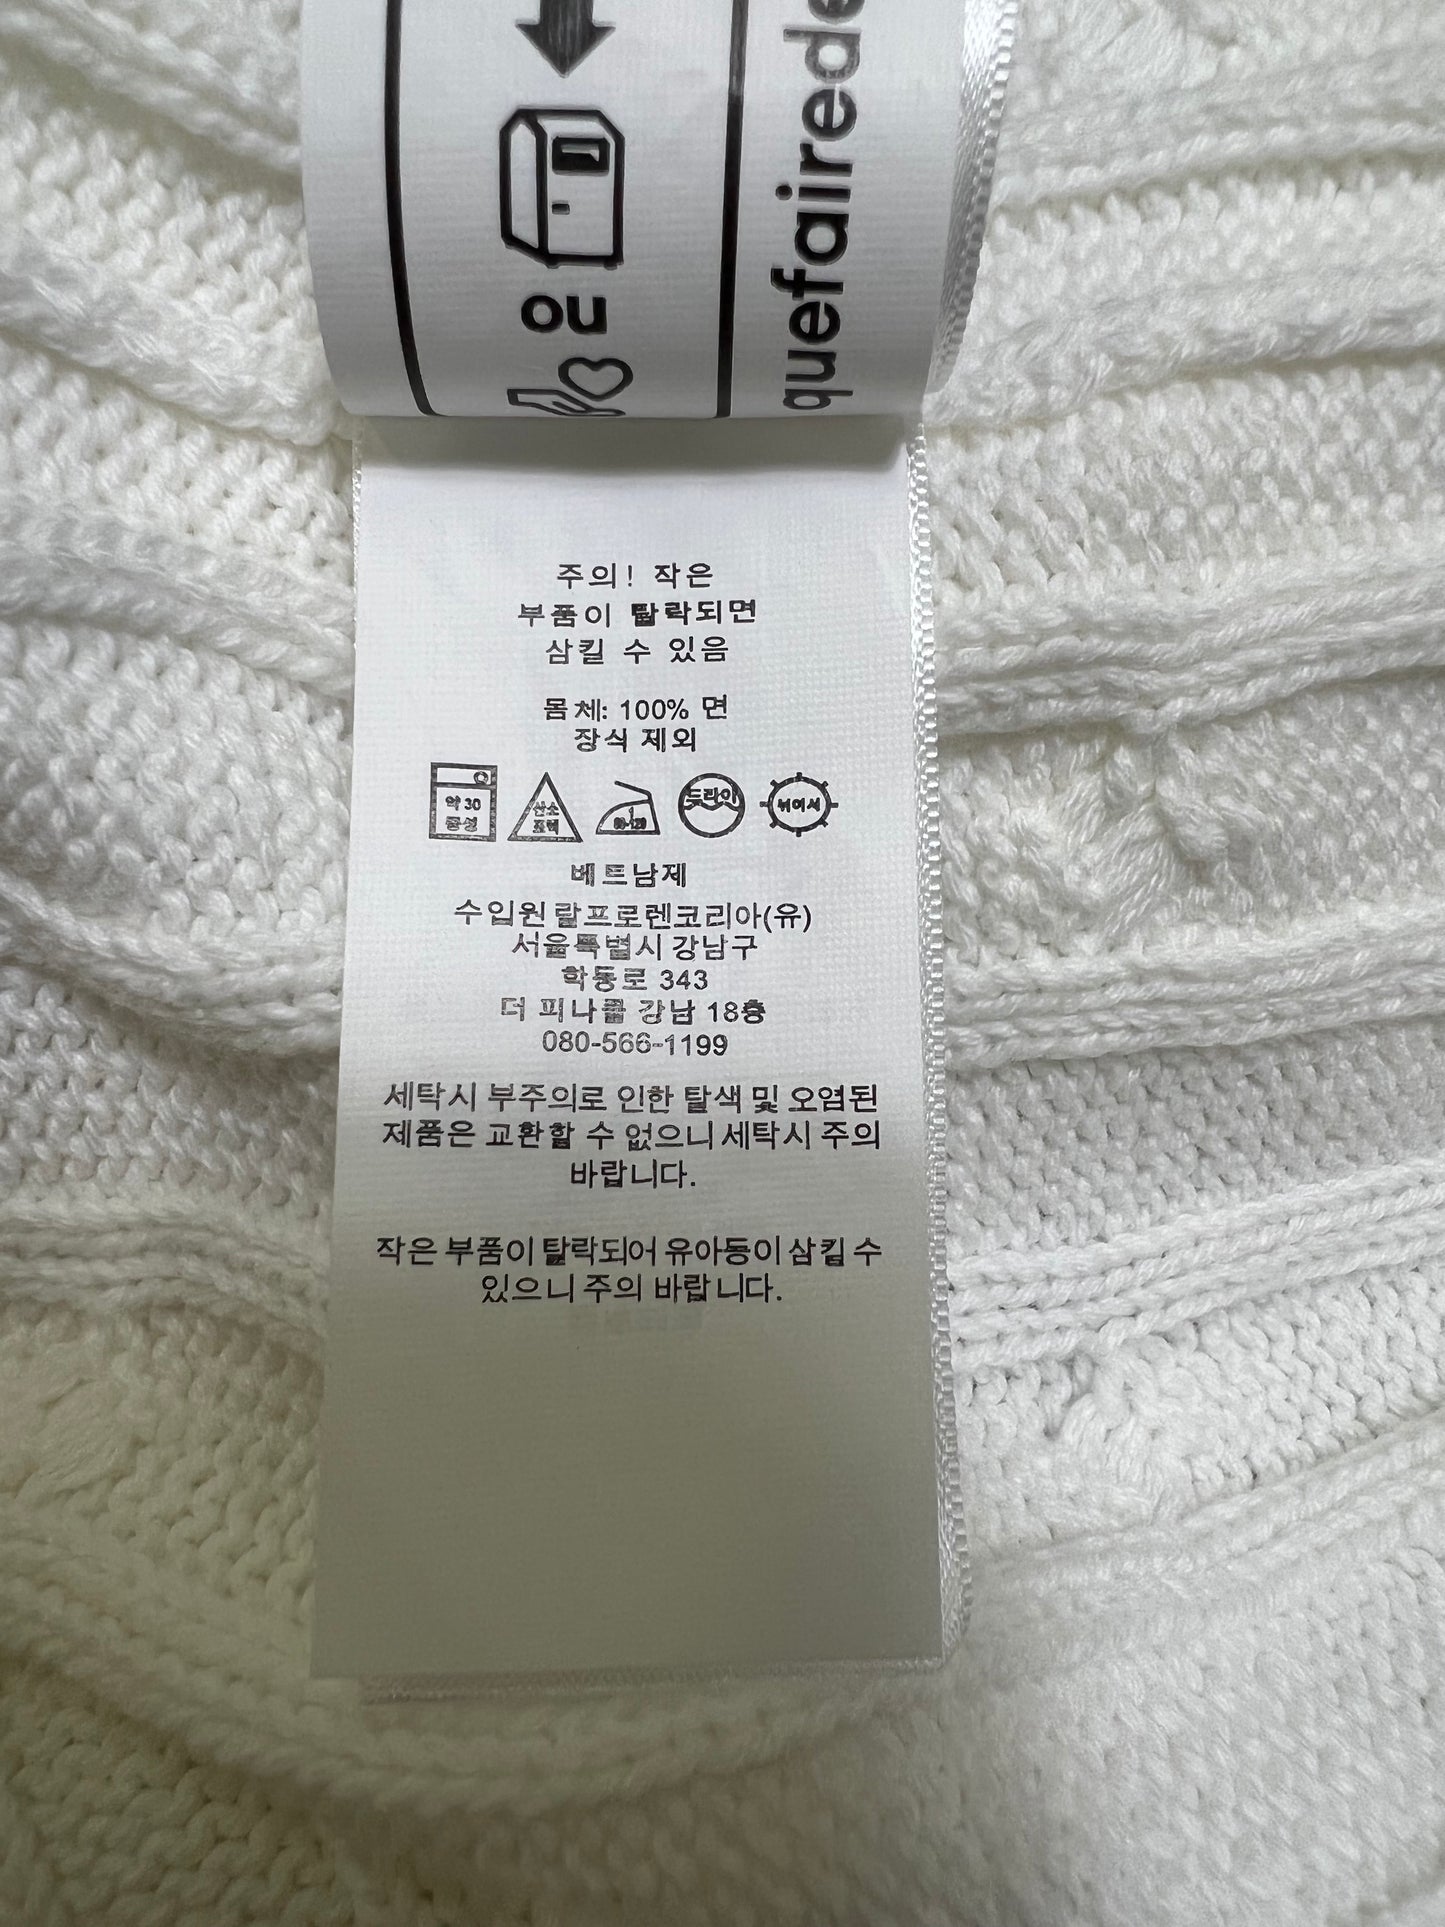 quefairede
OU
주의! 작은
부품이 탈락되면
삼킬 수 있음
몸체: 100% 면
장식 제외
약 30
중성
산소
표백
80-120
드라이
뉘어서
베트남제
수입원 랄프로렌코리아(유)
서울특별시 강남구
학동로 343
더 피나클 강남 18층
080-566-1199
세탁시 부주의로 인한 탈색 및 오염된
제품은 교환할 수 없으니 세탁시 주의
바랍니다.
작은 부품이 탈락되어 유아등이 삼킬 수
있으니 주의 바랍니다.